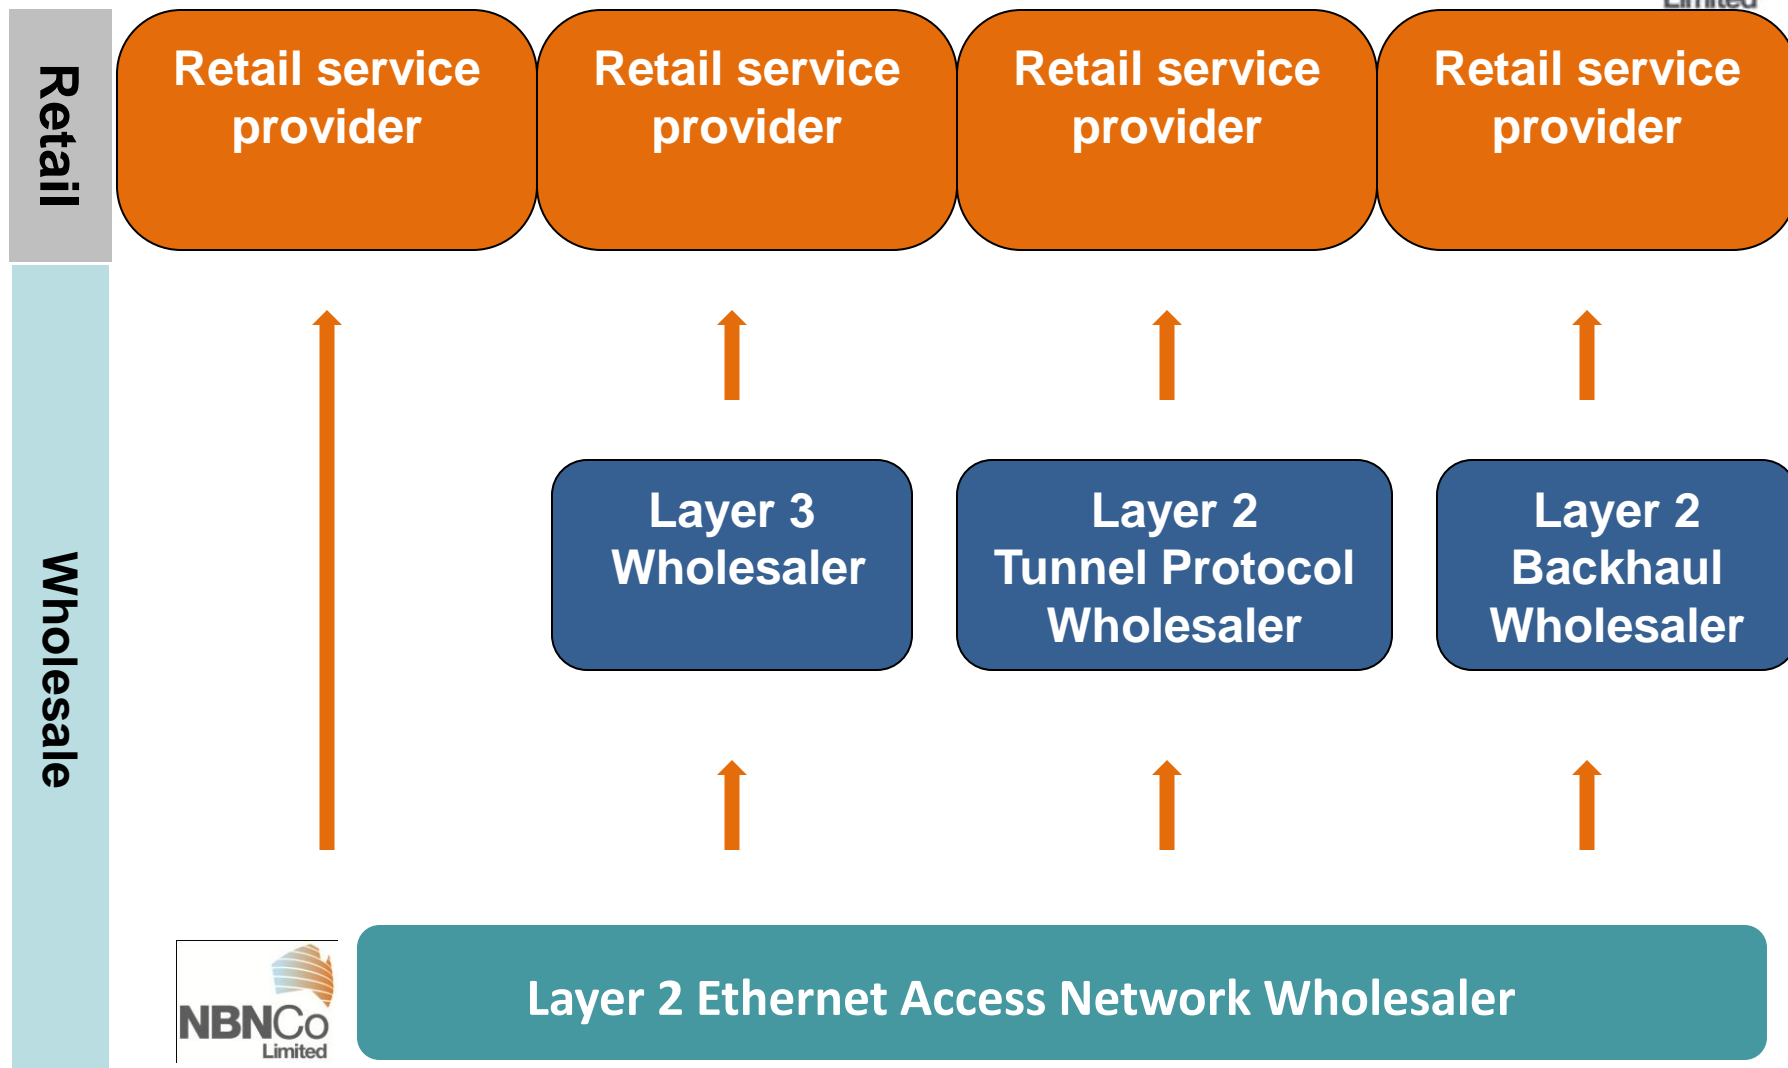 Limited
Retail
Retail service
provider
Retail service
provider
Retail service
provider
Retail service
provider
Wholesale
Layer 3
Wholesaler
Layer 2
Tunnel Protocol
Wholesaler
Layer 2
Backhaul
Wholesaler
NBNCo
Limited
Layer 2 Ethernet Access Network Wholesaler